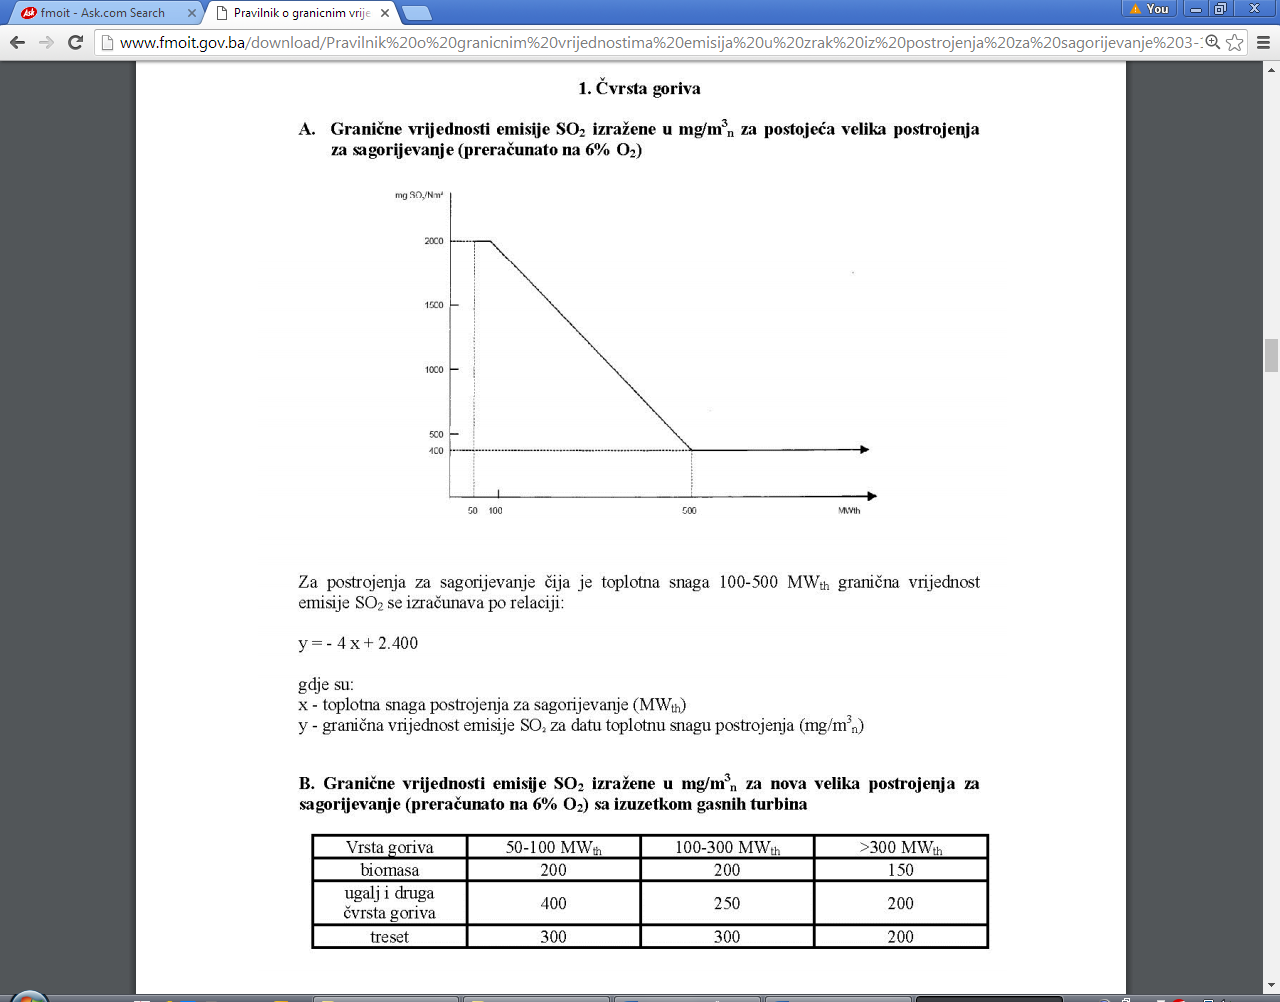 fmoit - Ask.com Search
Pravilnik o granicnim vrije
You
www.fmoit.gov.ba/download/Pravilnik%20o%20granicnim%20vrijednostima%20emisija%20u%20zrak%20iz%20postrojenja%20za%20sagorijevanje%203-1
1. Čvrsta goriva
A. Granične vrijednosti emisije SO₂ izražene u mg/m³ₙ za postojeća velika postrojenja
za sagorijevanje (preračunato na 6% O₂)
mg SO₂/Nm³
2000
1500
1000
500
400
50 100 500 MWth
Za postrojenja za sagorijevanje čija je toplotna snaga 100-500 MWth granična vrijednost
emisije SO₂ se izračunava po relaciji:
y = - 4 x + 2.400
gdje su:
x - toplotna snaga postrojenja za sagorijevanje (MWth)
y - granična vrijednost emisije SO₂ za datu toplotnu snagu postrojenja (mg/m³ₙ)
B. Granične vrijednosti emisije SO₂ izražene u mg/m³ₙ za nova velika postrojenja za
sagorijevanje (preračunato na 6% O₂) sa izuzetkom gasnih turbina
Vrsta goriva 50-100 MWth 100-300 MWth >300 MWth
biomasa 200 200 150
ugalj i druga
čvrsta goriva 400 250 200
treset 300 300 200